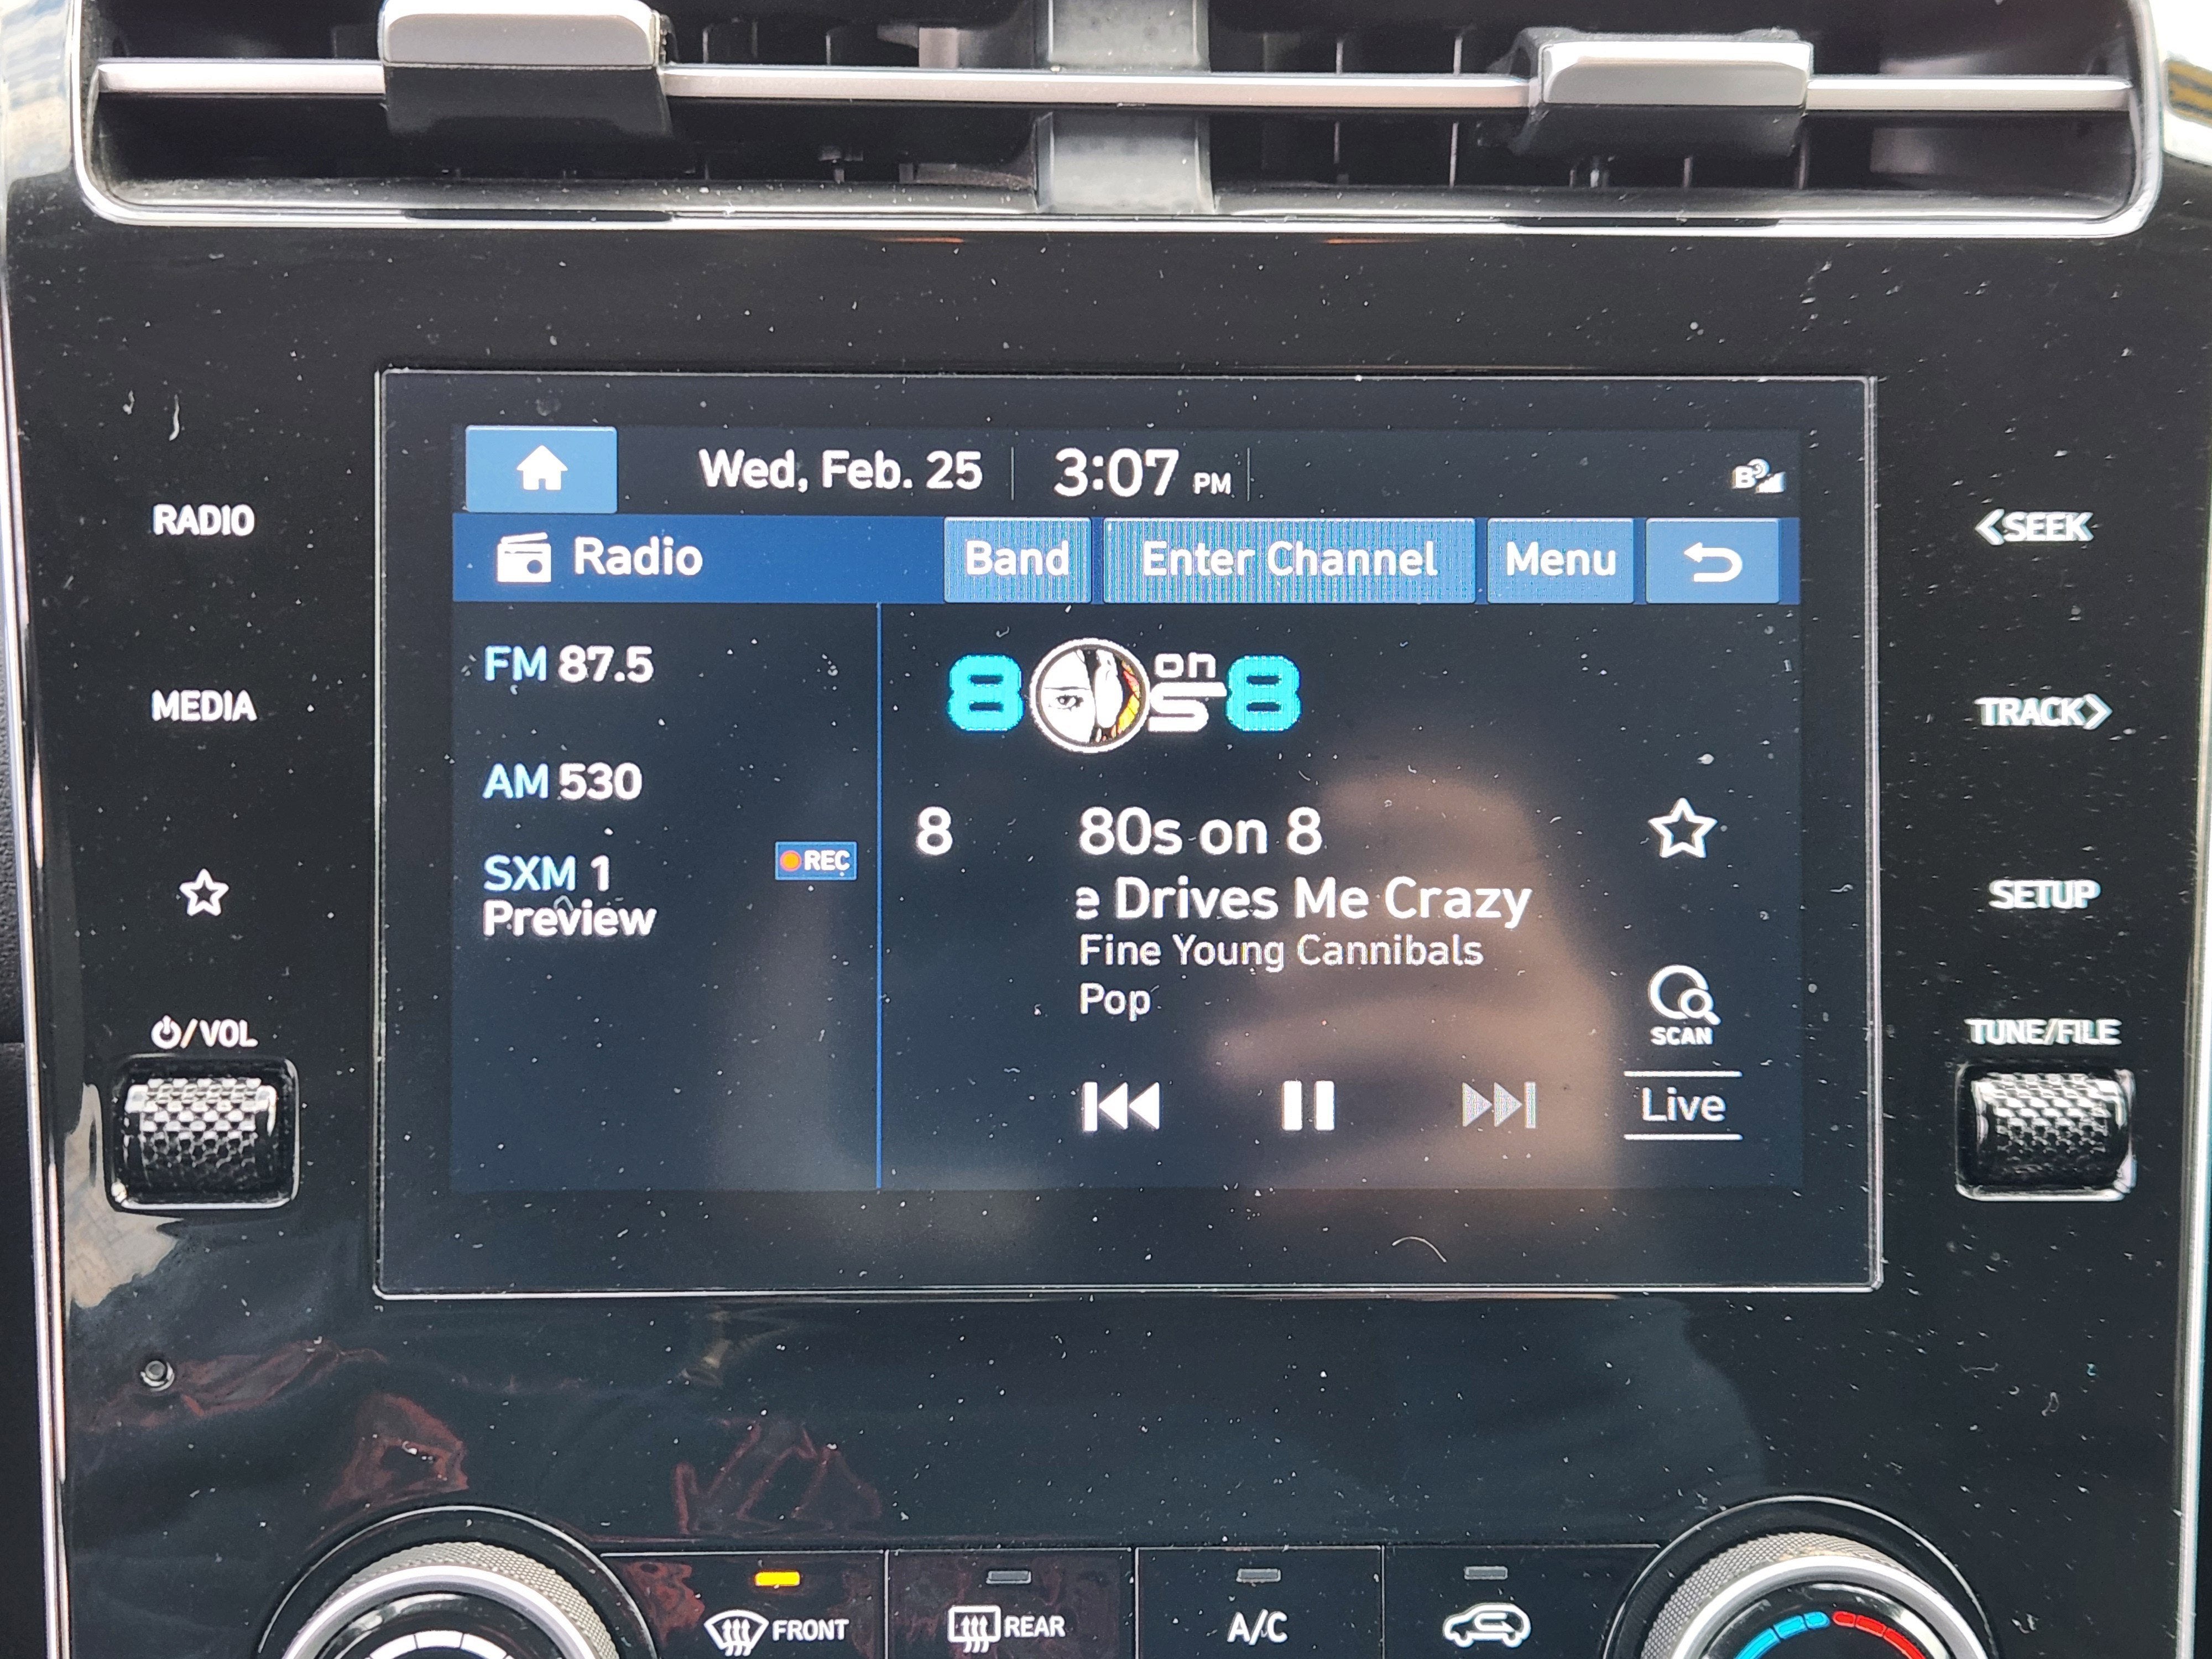 Wed, Feb. 25 3:07 PM
RADIO
<SEEK
Radio Band Enter Channel Menu
FM 87.5
80s on 8
MEDIA
TRACK>
AM 530
8 80s on 8
SXM 1 REC
Preview
e Drives Me Crazy
SETUP
Fine Young Cannibals
Pop
SCAN
/VOL
TUNE/FILE
Live
FRONT REAR A/C